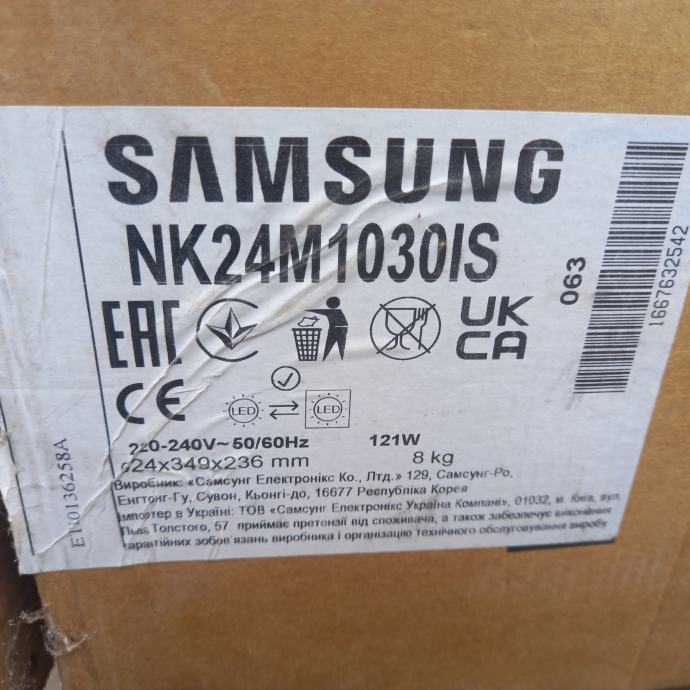 SAMSUNG
NK24M1030IS
063
1667632542
EAC
UK
CA
CE
LED
LED
220-240V~ 50/60Hz 121W
624x349x236 mm 8 kg
Виробник: «Самсунг Електронікс Ко., Лтд.» 129, Самсунг-Ро,
Енгтонг-Гу, Сувон, Кьонгі-до, 16677 Республіка Корея
Імпортер в Україні: ТОВ «Самсунг Електронікс Україна Компані», 01032, м. Київ, вул.
Льва Толстого, 57 приймає претензії від споживача, а також забезпечує виконання
гарантійних зобов'язань виробника і організацію технічного обслуговування виробу